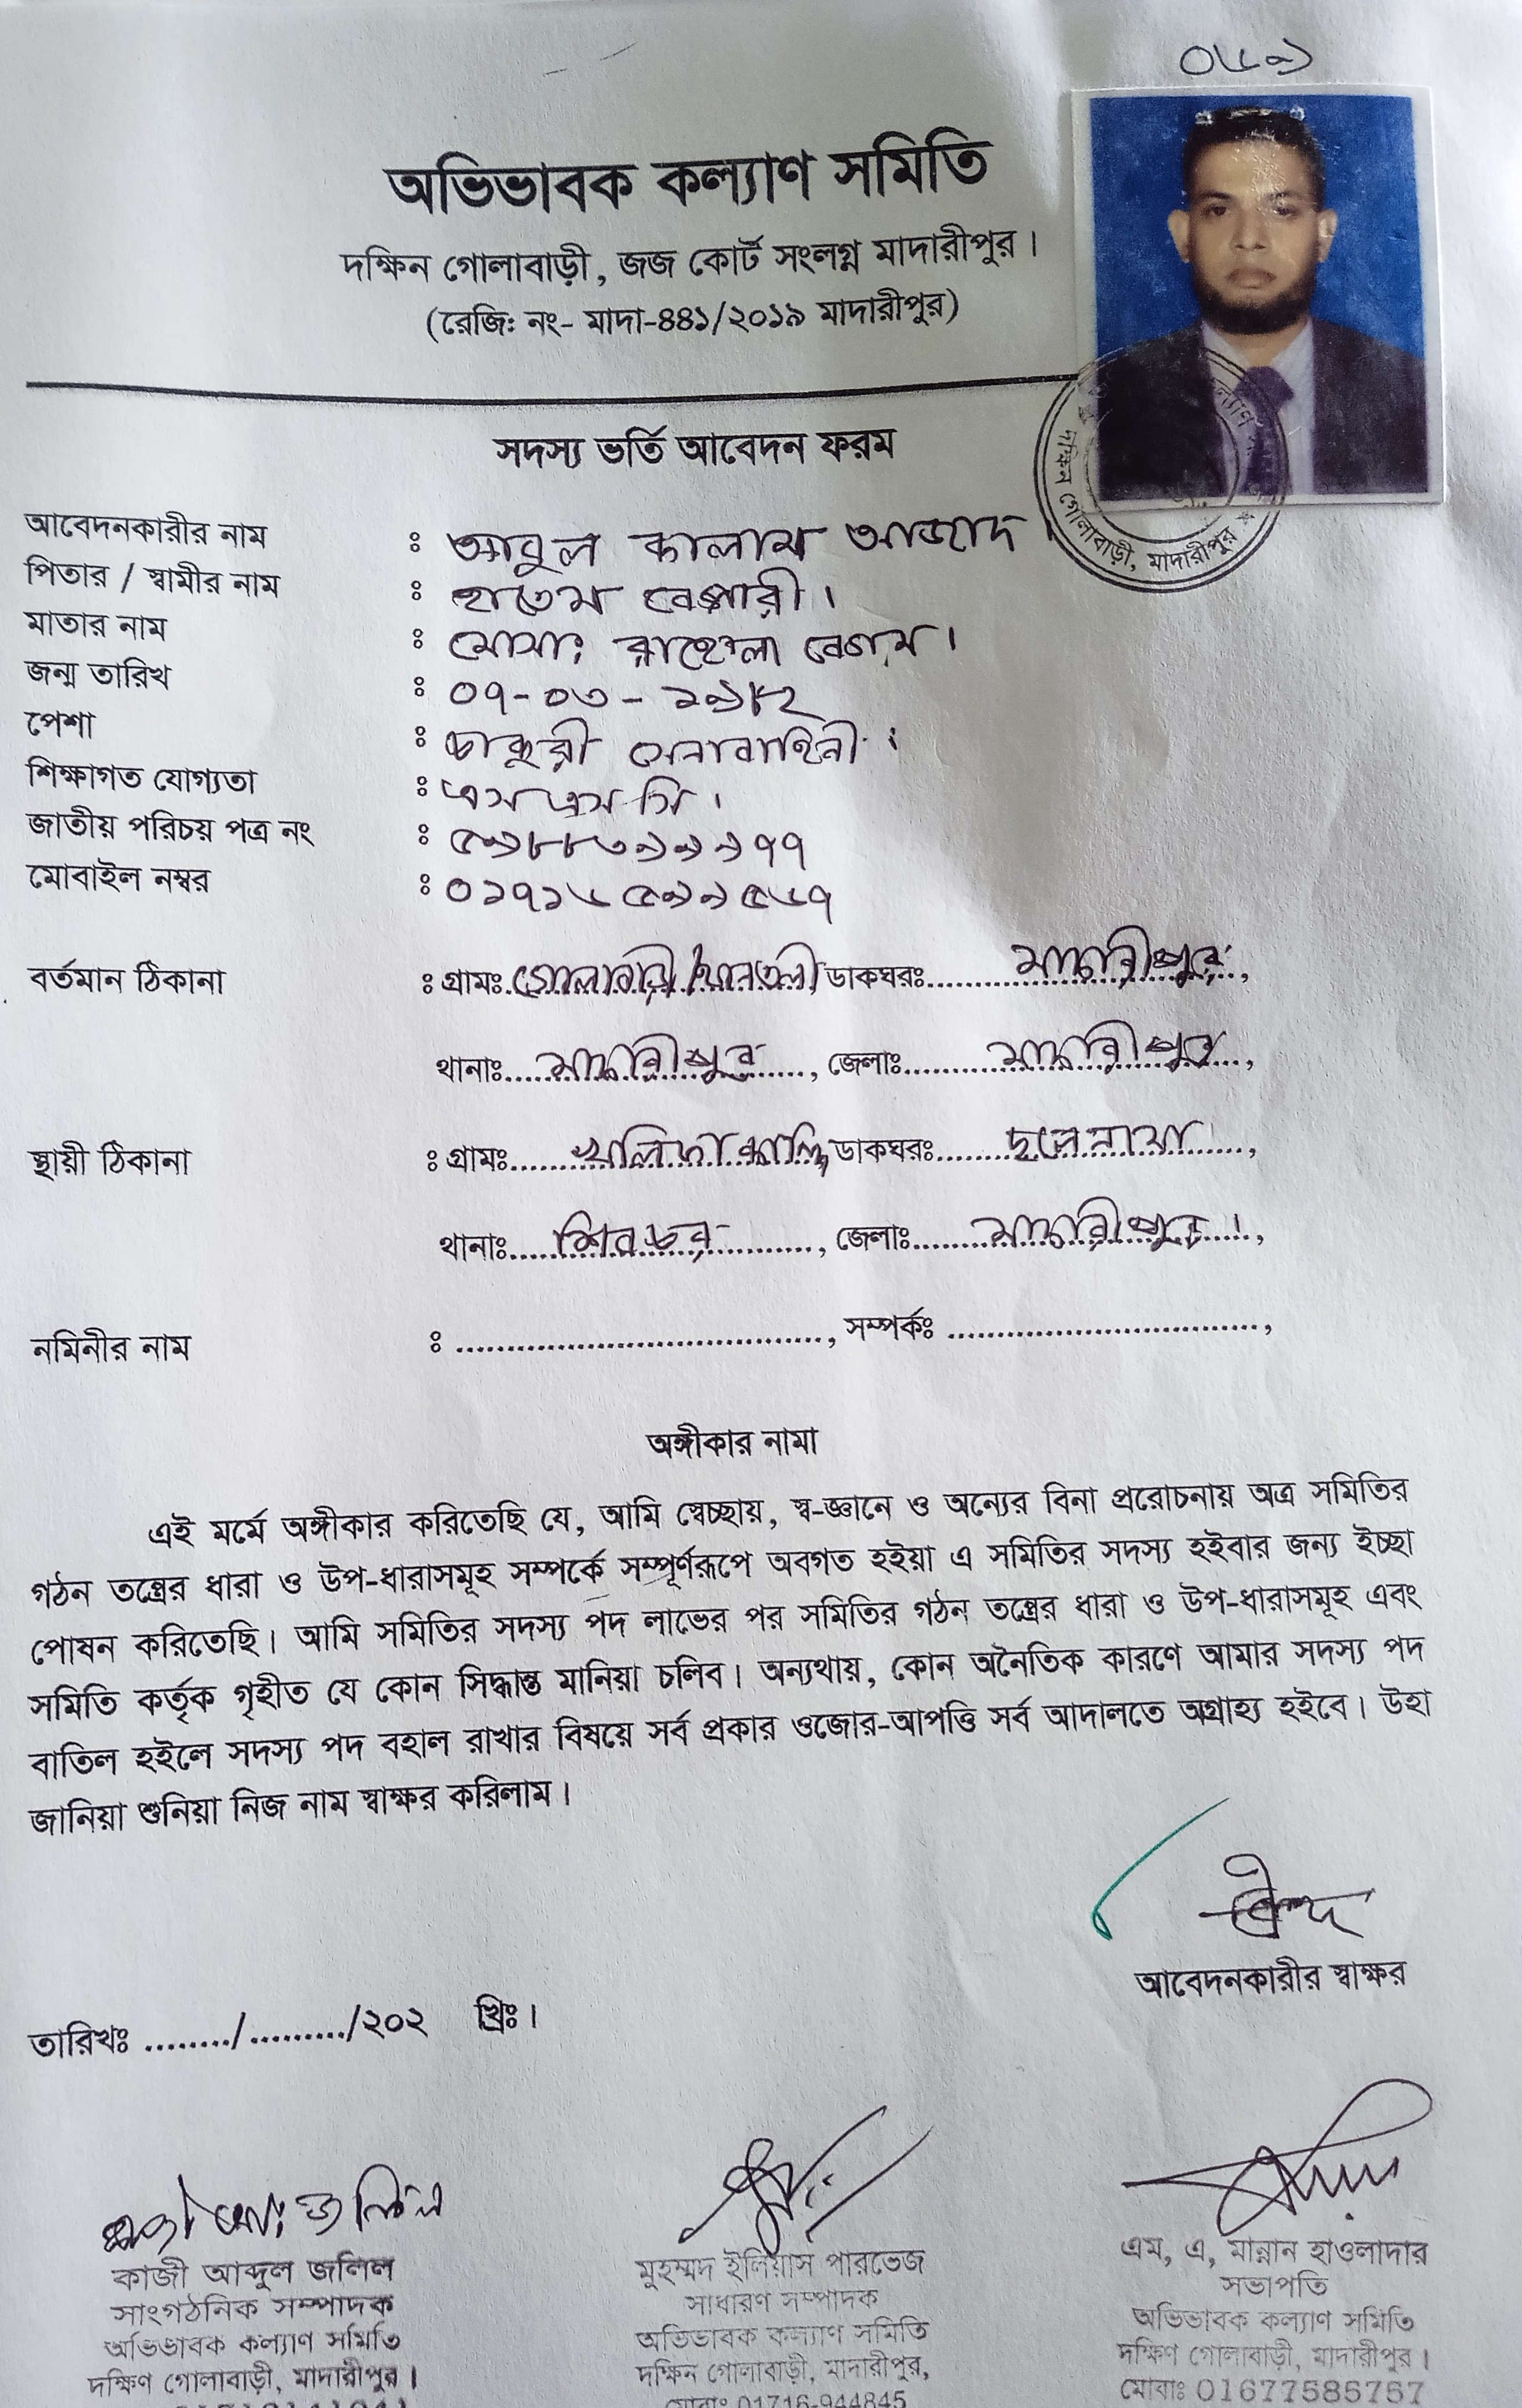 ০৬৯১
অভিভাবক কল্যাণ সমিতি
দক্ষিন গোলাবাড়ী, জজ কোর্ট সংলগ্ন মাদারীপুর।
(রেজি: নং- মাদা-৪৪১/২০১৯ মাদারীপুর)
সদস্য ভর্তি আবেদন ফরম
দক্ষিন গোলাবাড়ী, মাদারীপুর
আবেদনকারীর নাম : আবুল কালাম আজাদ
পিতার / স্বামীর নাম : হাতেম বেপারী।
মাতার নাম : মোসাঃ রাহেলা বেগম।
জন্ম তারিখ : ০৭-০৩-১৯৮২
পেশা : চাকুরী সেনাবাহিনী।
শিক্ষাগত যোগ্যতা : এস এস সি।
জাতীয় পরিচয় পত্র নং :
মোবাইল নম্বর : ০১৭১৬৫৯৯৫৬৭
বর্তমান ঠিকানা : গ্রামঃ গোলাবাড়ী ডাকঘরঃ মাদারীপুর,
থানাঃ মাদারীপুর, জেলাঃ মাদারীপুর,
স্থায়ী ঠিকানা : গ্রামঃ ডাকঘরঃ
থানাঃ শিবচর, জেলাঃ মাদারীপুর।,
নমিনীর নাম : ...................................., সম্পর্কঃ ................................,
অঙ্গীকার নামা
এই মর্মে অঙ্গীকার করিতেছি যে, আমি স্বেচ্ছায়, স্ব-জ্ঞানে ও অন্যের বিনা প্ররোচনায় অত্র সমিতির
গঠন তন্ত্রের ধারা ও উপ-ধারাসমূহ সম্পর্কে সম্পূর্ণরূপে অবগত হইয়া এ সমিতির সদস্য হইবার জন্য ইচ্ছা
পোষন করিতেছি। আমি সমিতির সদস্য পদ লাভের পর সমিতির গঠন তন্ত্রের ধারা ও উপ-ধারাসমূহ এবং
সমিতি কর্তৃক গৃহীত যে কোন সিদ্ধান্ত মানিয়া চলিব। অন্যথায়, কোন অনৈতিক কারণে আমার সদস্য পদ
বাতিল হইলে সদস্য পদ বহাল রাখার বিষয়ে সর্ব প্রকার ওজোর-আপত্তি সর্ব আদালতে অগ্রাহ্য হইবে। উহা
জানিয়া শুনিয়া নিজ নাম স্বাক্ষর করিলাম।
আবেদনকারীর স্বাক্ষর
তারিখঃ ......../........./২০২ খ্রিঃ।
কাজী আব্দুল জলিল
সাংগঠনিক সম্পাদক
অভিভাবক কল্যাণ সমিতি
দক্ষিণ গোলাবাড়ী, মাদারীপুর।
মুহম্মদ ইলিয়াস পারভেজ
সাধারণ সম্পাদক
অভিভাবক কল্যাণ সমিতি
দক্ষিন গোলাবাড়ী, মাদারীপুর,
মোবাঃ 01716-944845
এম, এ, মান্নান হাওলাদার
সভাপতি
অভিভাবক কল্যাণ সমিতি
দক্ষিণ গোলাবাড়ী, মাদারীপুর।
মোবাঃ 01677585767